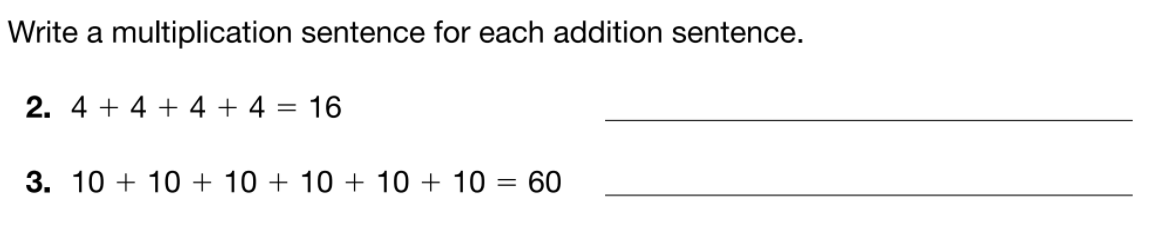 Write a multiplication sentence for each addition sentence.
2. 4 + 4 + 4 + 4 = 16
3. 10 + 10 + 10 + 10 + 10 + 10 = 60